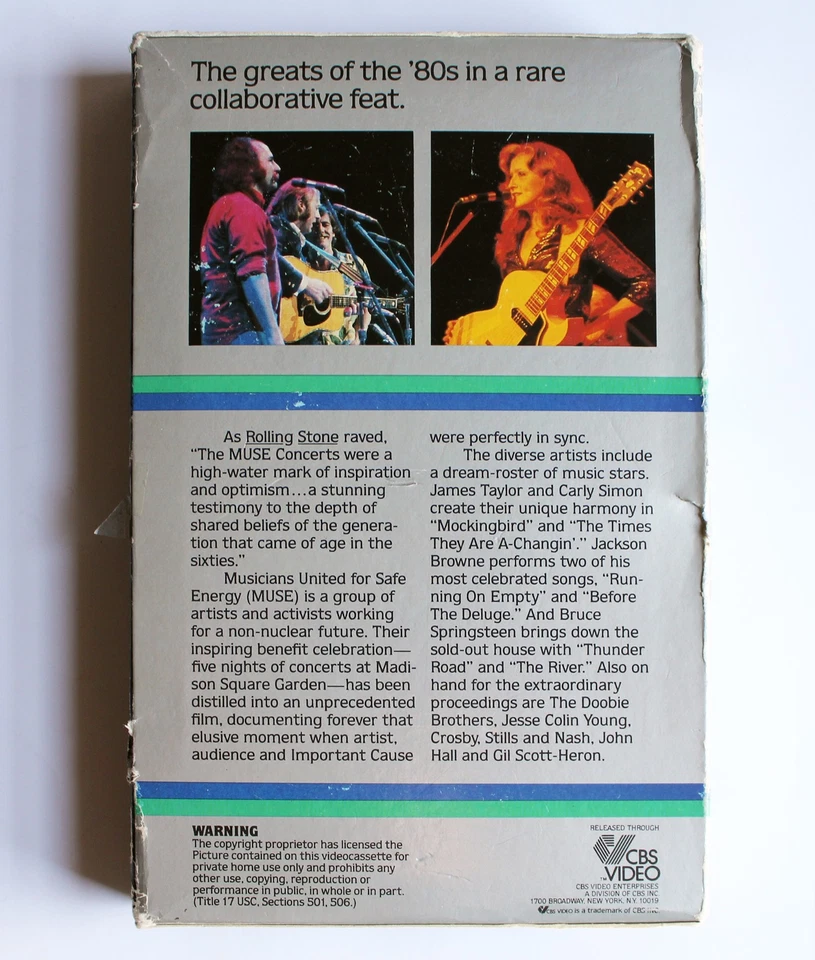 The greats of the ’80s in a rare
collaborative feat.
As Rolling Stone raved,
“The MUSE Concerts were a
high-water mark of inspiration
and optimism...a stunning
testimony to the depth of
shared beliefs of the genera-
tion that came of age in the
sixties.”
Musicians United for Safe
Energy (MUSE) is a group of
artists and activists working
for a non-nuclear future. Their
inspiring benefit celebration—
five nights of concerts at Madi-
son Square Garden—has been
distilled into an unprecedented
film, documenting forever that
elusive moment when artist,
audience and Important Cause
were perfectly in sync.
The diverse artists include
a dream-roster of music stars.
James Taylor and Carly Simon
create their unique harmony in
“Mockingbird” and “The Times
They Are A-Changin’.” Jackson
Browne performs two of his
most celebrated songs, “Run-
ning On Empty” and “Before
The Deluge.” And Bruce
Springsteen brings down the
sold-out house with “Thunder
Road” and “The River.” Also on
hand for the extraordinary
proceedings are The Doobie
Brothers, Jesse Colin Young,
Crosby, Stills and Nash, John
Hall and Gil Scott-Heron.
WARNING
The copyright proprietor has licensed the
Picture contained on this videocassette for
private home use only and prohibits any
other use, copying, reproduction or
performance in public, in whole or in part.
(Title 17 USC, Sections 501, 506.)
RELEASED THROUGH
CBS
™ VIDEO
CBS VIDEO ENTERPRISES
A DIVISION OF CBS INC.
1700 BROADWAY, NEW YORK, N.Y. 10019
CBS VIDEO is a trademark of CBS INC.